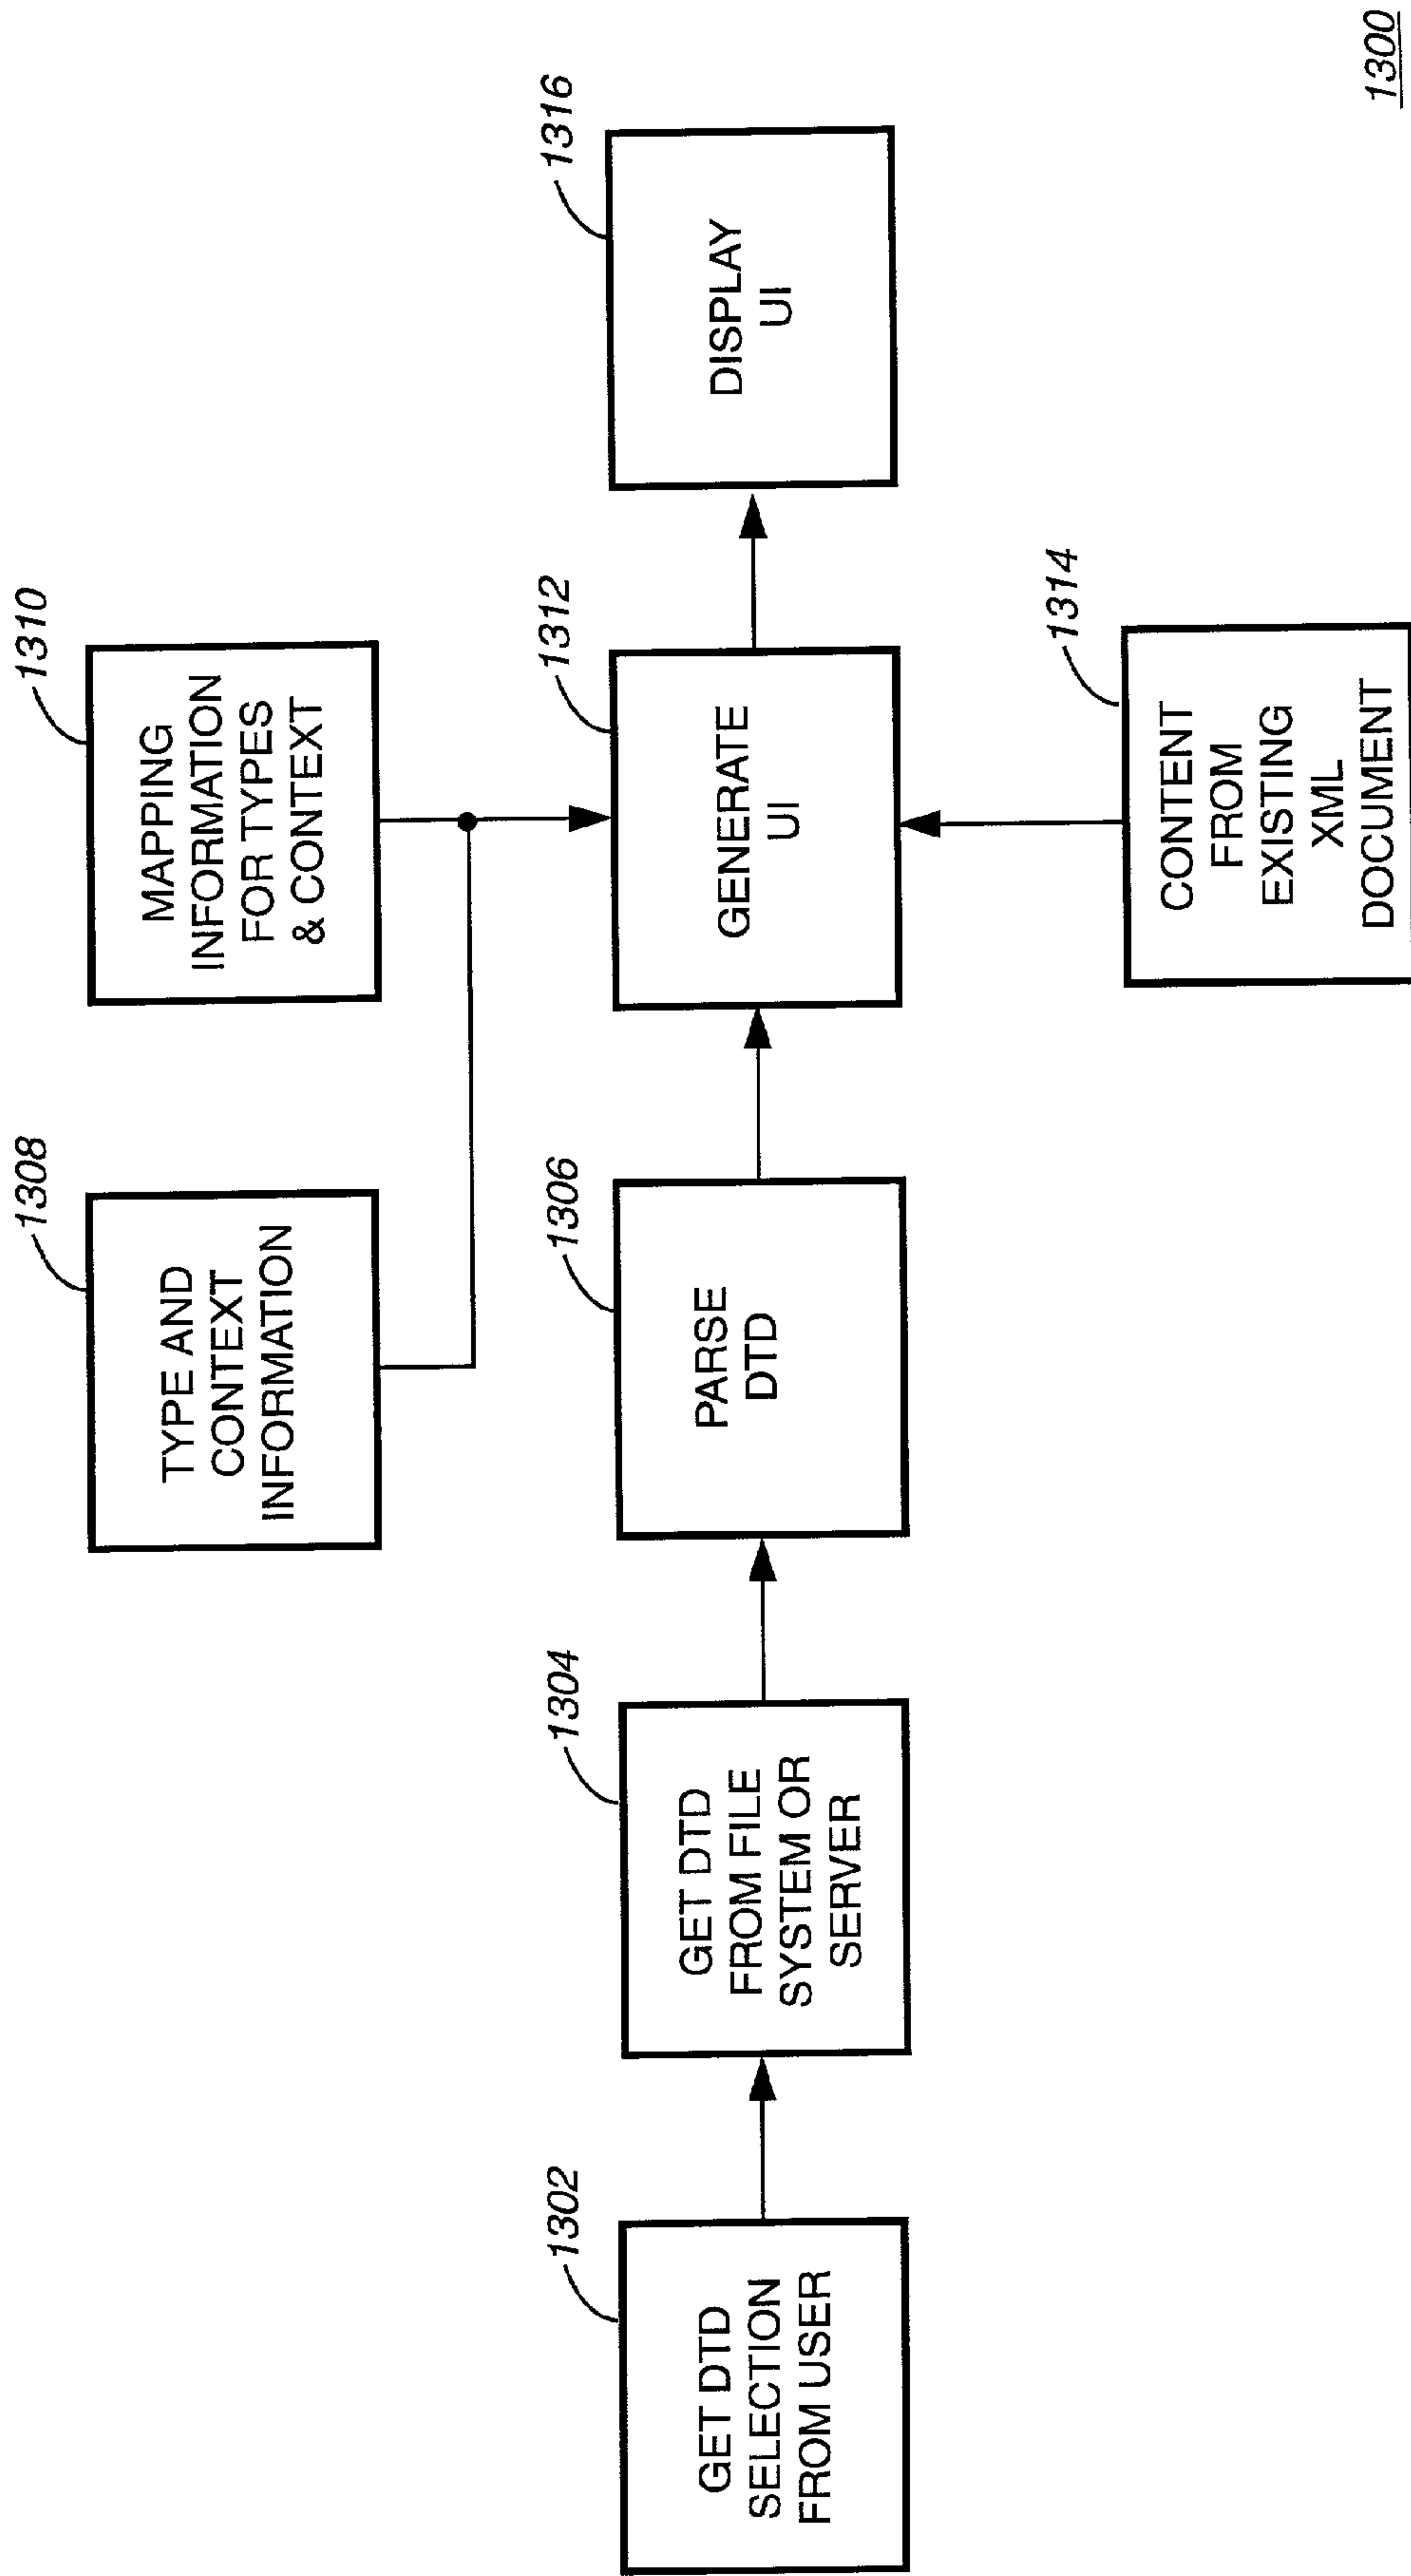 1308
TYPE AND
CONTEXT
INFORMATION
1310
MAPPING
INFORMATION
FOR TYPES
& CONTEXT
1302
GET DTD
SELECTION
FROM USER
1304
GET DTD
FROM FILE
SYSTEM OR
SERVER
1306
PARSE
DTD
1312
GENERATE
UI
1316
DISPLAY
UI
1314
CONTENT
FROM
EXISTING
XML
DOCUMENT
1300